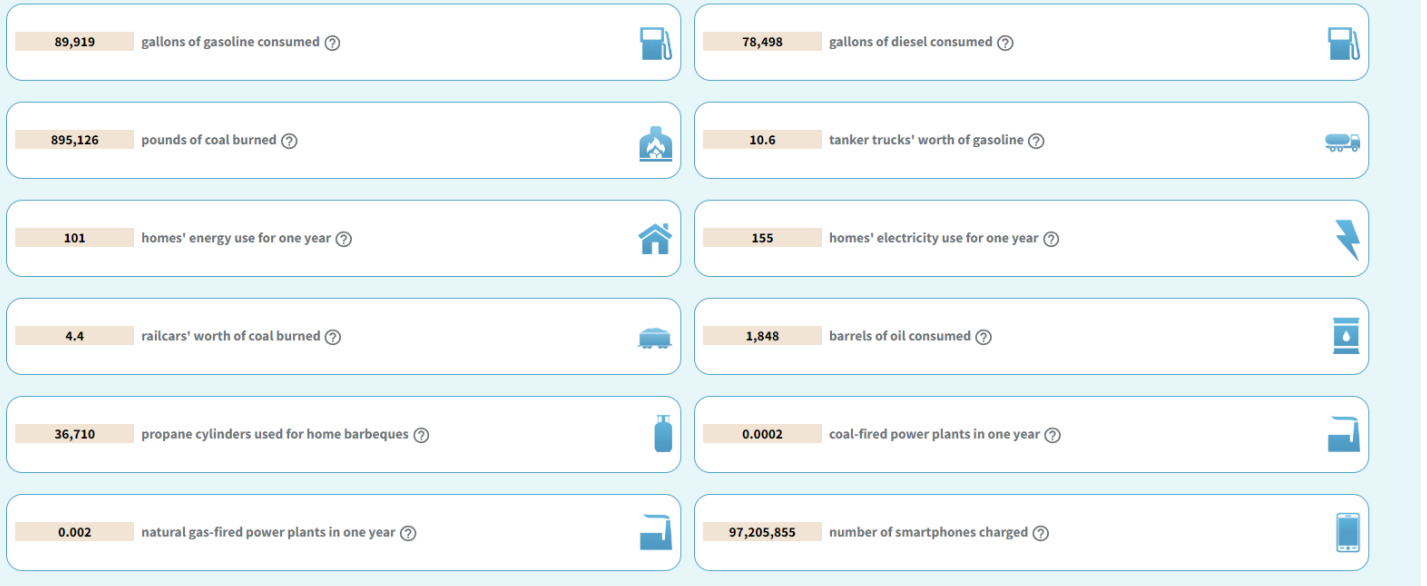 89,919 gallons of gasoline consumed ?
78,498 gallons of diesel consumed ?
895,126 pounds of coal burned ?
10.6 tanker trucks' worth of gasoline ?
101 homes' energy use for one year ?
155 homes' electricity use for one year ?
4.4 railcars' worth of coal burned ?
1,848 barrels of oil consumed ?
36,710 propane cylinders used for home barbeques ?
0.0002 coal-fired power plants in one year ?
0.002 natural gas-fired power plants in one year ?
97,205,855 number of smartphones charged ?